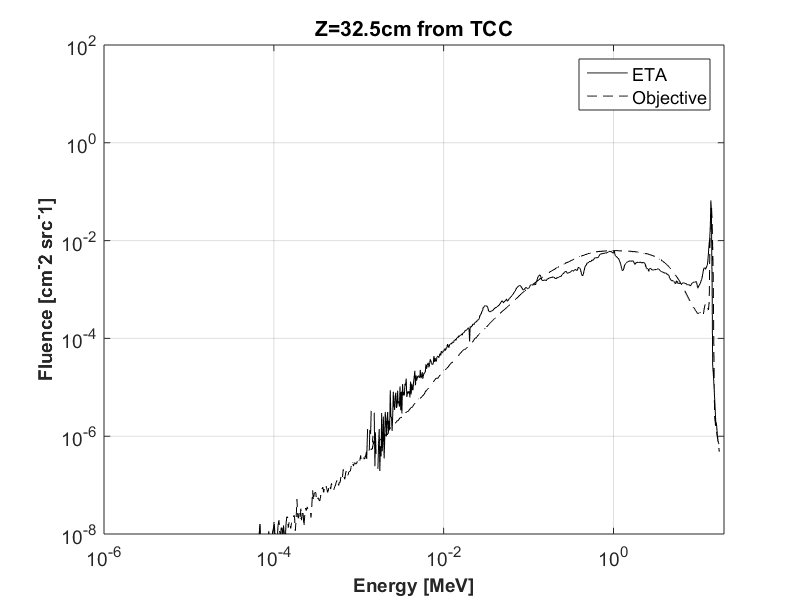 Z=32.5cm from TCC
ETA
Objective
10^2
10^0
10^-2
10^-4
10^-6
10^-8
Fluence [cm^-2 src^-1]
10^-6
10^-4
10^-2
10^0
Energy [MeV]